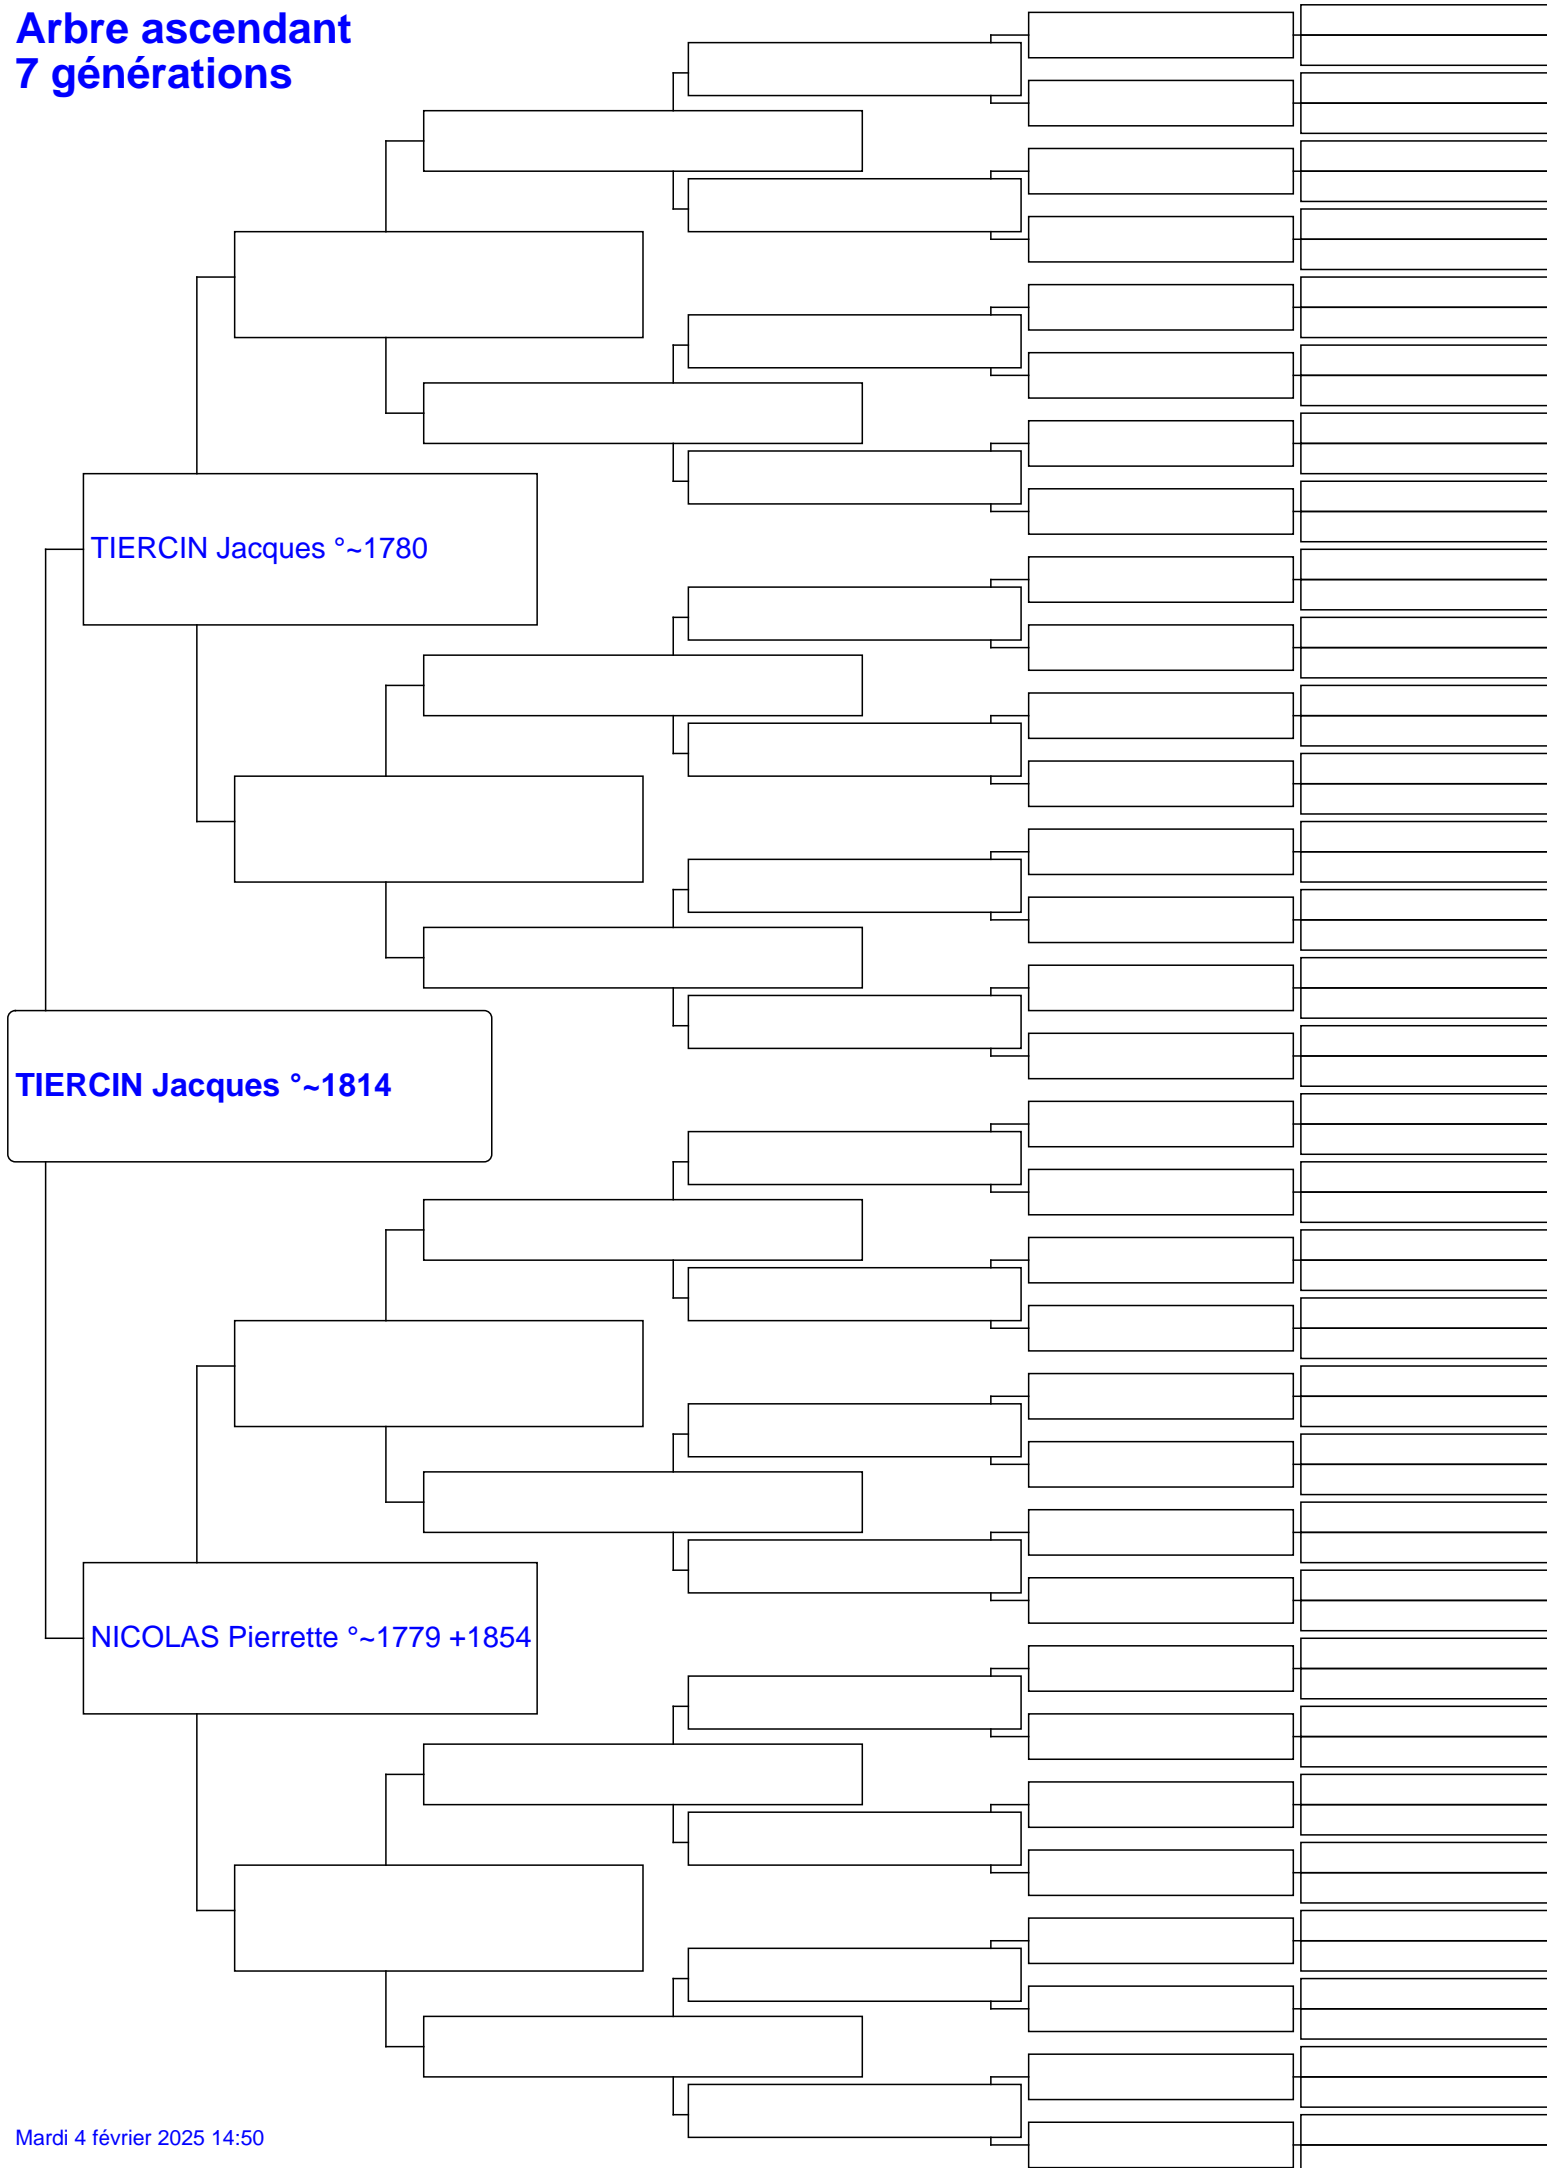 Arbre ascendant
7 générations
TIERCIN Jacques °~1780
TIERCIN Jacques °~1814
NICOLAS Pierrette °~1779 +1854
Mardi 4 février 2025 14:50